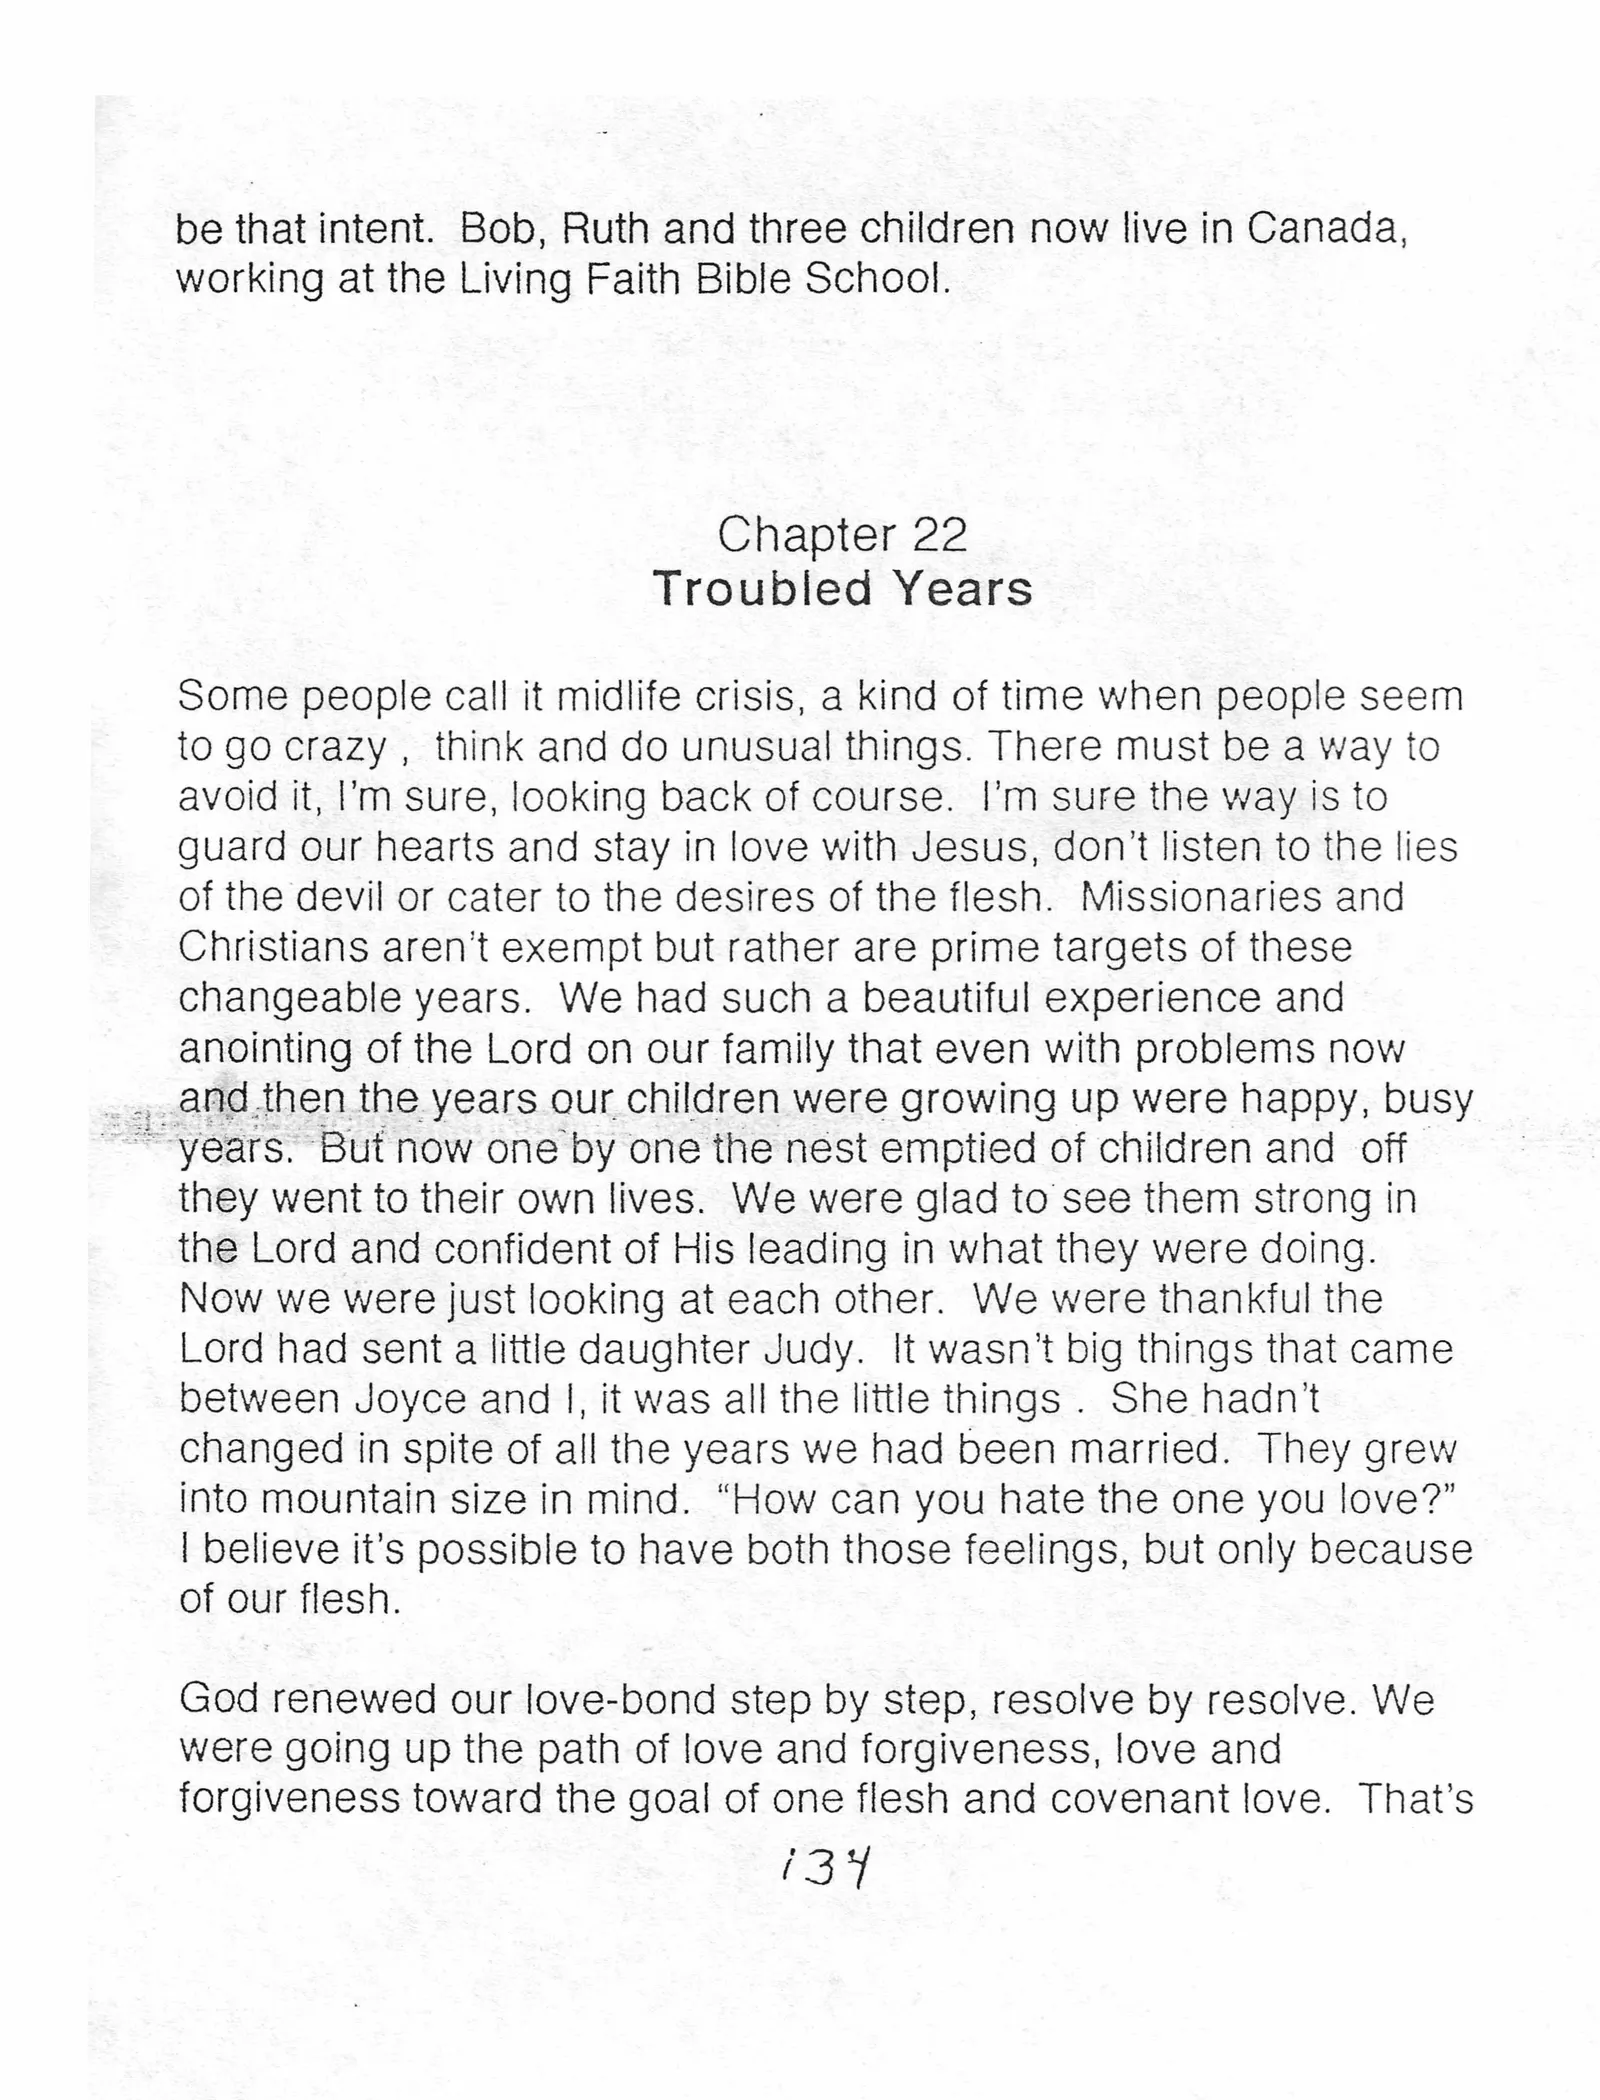 be that intent.  Bob, Ruth and three children now live in Canada,
working at the Living Faith Bible School.
Chapter 22
Troubled Years
Some people call it midlife crisis, a kind of time when people seem
to go crazy ,  think and do unusual things. There must be a way to
avoid it, I'm sure, looking back of course.  I'm sure the way is to
guard our hearts and stay in love with Jesus, don't listen to the lies
of the devil or cater to the desires of the flesh.  Missionaries and
Christians aren't exempt but rather are prime targets of these
changeable years.  We had such a beautiful experience and
anointing of the Lord on our family that even with problems now
and then the years our children were growing up were happy, busy
years.  But now one by one the nest emptied of children and  off
they went to their own lives.  We were glad to see them strong in
the Lord and confident of His leading in what they were doing.
Now we were just looking at each other.  We were thankful the
Lord had sent a little daughter Judy.  It wasn't big things that came
between Joyce and I, it was all the little things .  She hadn't
changed in spite of all the years we had been married.  They grew
into mountain size in mind.  "How can you hate the one you love?"
I believe it's possible to have both those feelings, but only because
of our flesh.
God renewed our love-bond step by step, resolve by resolve. We
were going up the path of love and forgiveness, love and
forgiveness toward the goal of one flesh and covenant love.  That's
134